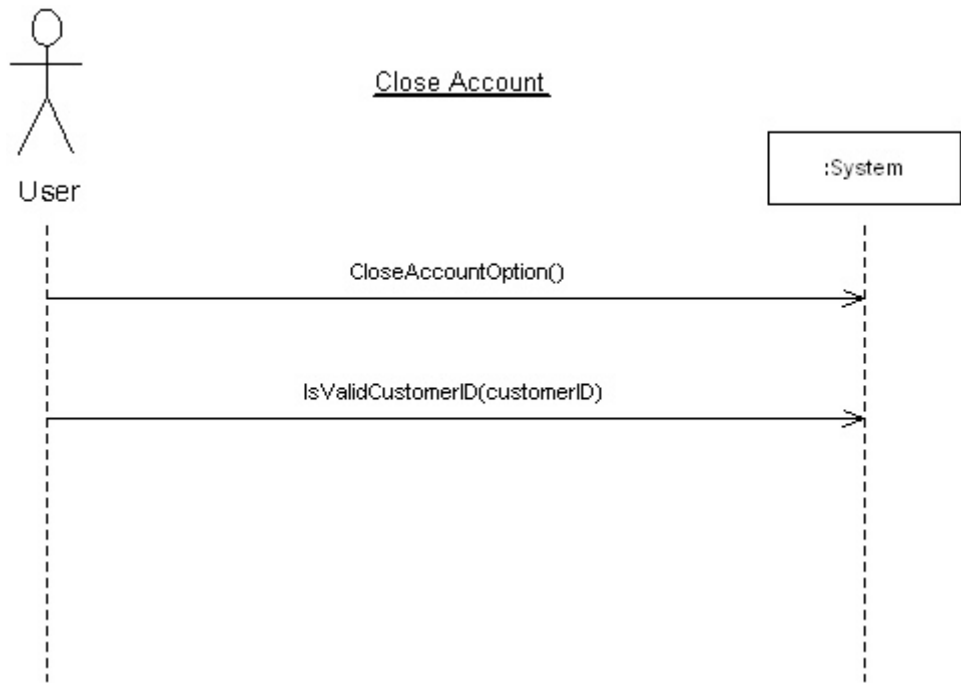 Close Account
:System
User
CloseAccountOption()
IsValidCustomerID(customerID)